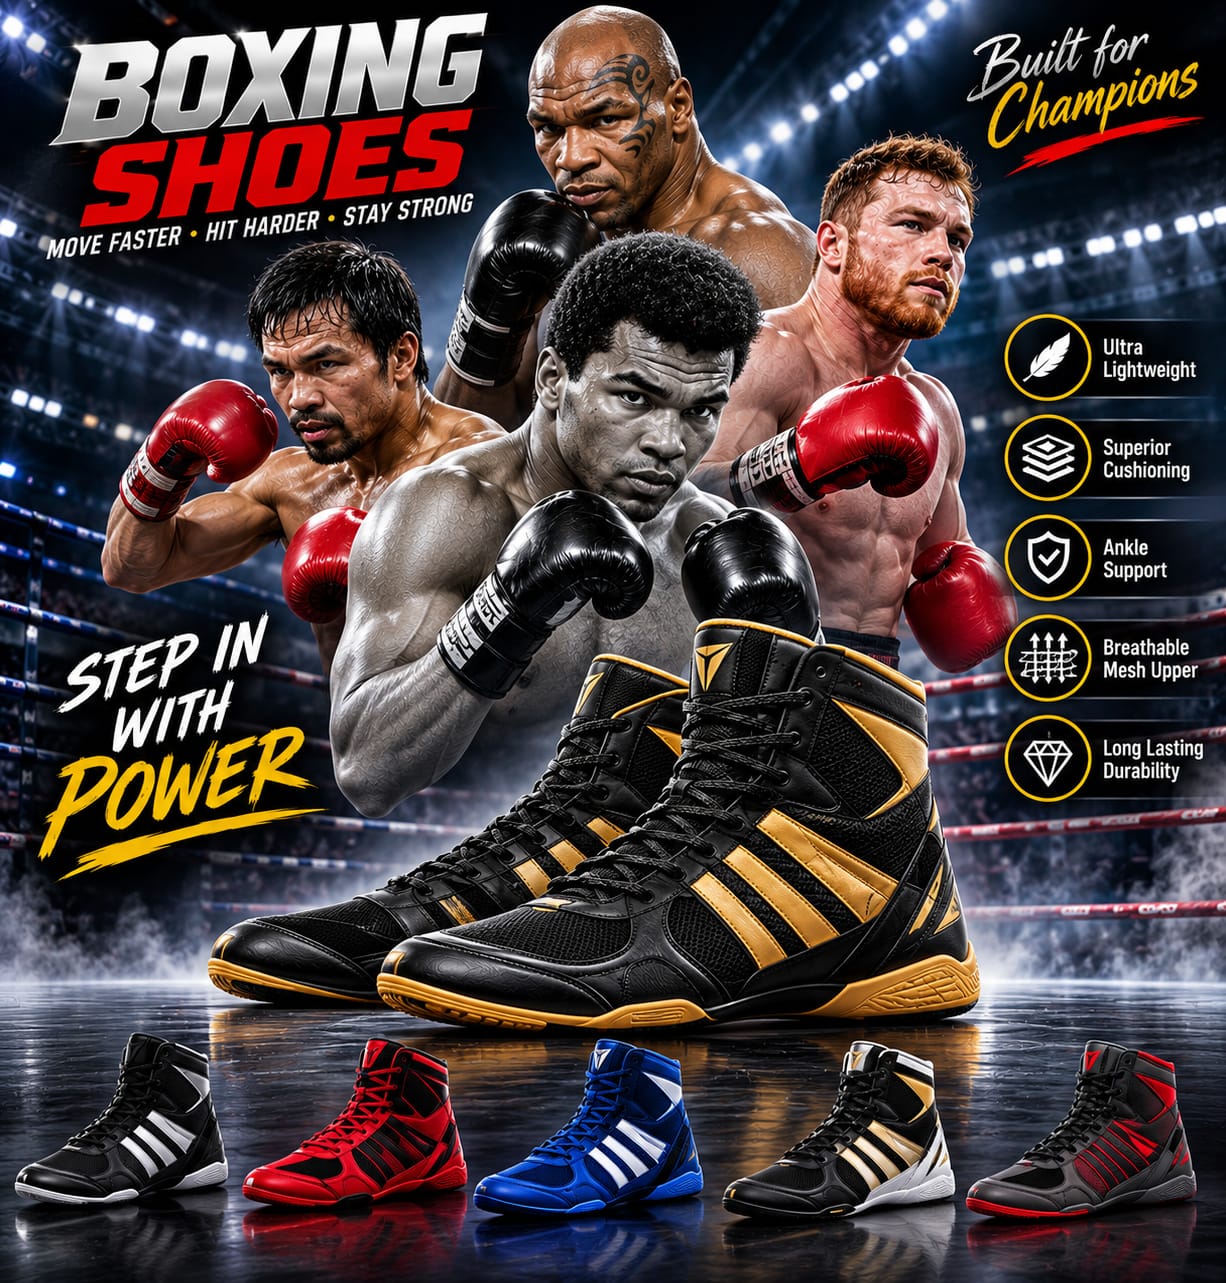 BOXING
SHOES
MOVE FASTER • HIT HARDER • STAY STRONG
Built for
Champions
Ultra
Lightweight
Superior
Cushioning
Ankle
Support
Breathable
Mesh Upper
Long Lasting
Durability
STEP IN
WITH
POWER